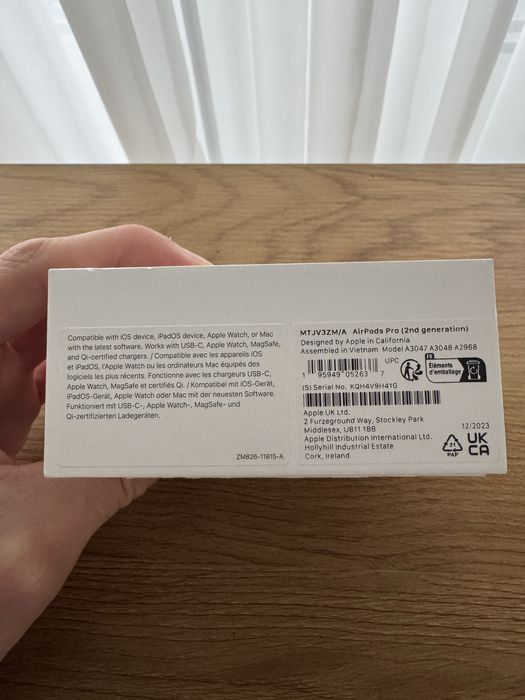 Compatible with iOS device, iPadOS device, Apple Watch, or Mac
with the latest software. Works with USB-C, Apple Watch, MagSafe,
and Qi-certified chargers. / Compatible avec les appareils iOS
et iPadOS, l'Apple Watch ou les ordinateurs Mac équipés des
logiciels les plus récents. Fonctionne avec les chargeurs USB-C,
Apple Watch, MagSafe et certifiés Qi. / Kompatibel mit iOS-Gerät,
iPadOS-Gerät, Apple Watch oder Mac mit der neuesten Software.
Funktioniert mit USB-C-, Apple Watch-, MagSafe- und
Qi-zertifizierten Ladegeräten.
ZM826-11815-A
MTJV3ZM/A AirPods Pro (2nd generation)
Designed by Apple in California
Assembled in Vietnam Model A3047 A3048 A2968
UPC
1 95949 05263 7
FR
Éléments
d'emballage
(S) Serial No. KQH4V9H41G
Apple UK Ltd.
2 Furzeground Way, Stockley Park
Middlesex, UB11 1BB
Apple Distribution International Ltd.
Hollyhill Industrial Estate
Cork, Ireland
12/2023
21
PAP
UK
CA